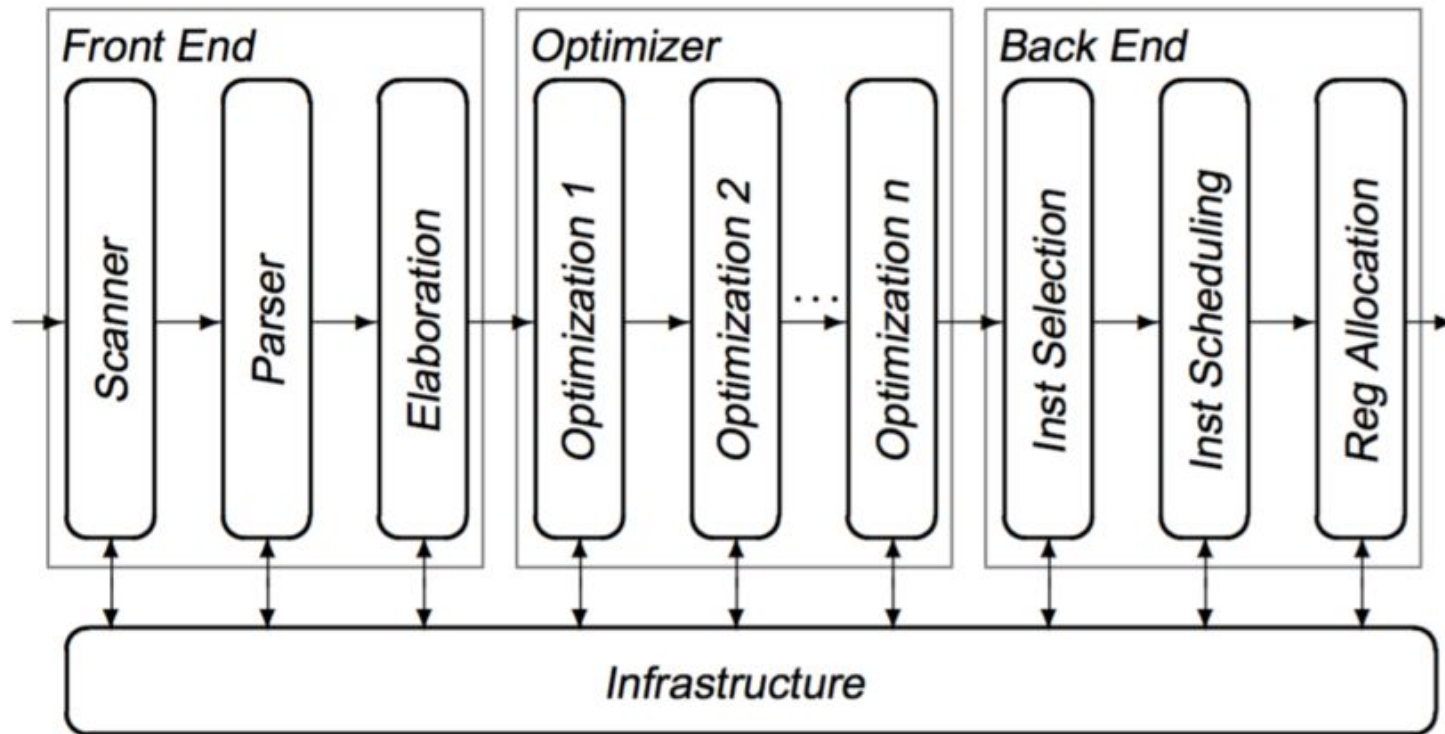 Front End
Scanner
Parser
Elaboration
Optimizer
Optimization 1
Optimization 2
...
Optimization n
Back End
Inst Selection
Inst Scheduling
Reg Allocation
Infrastructure